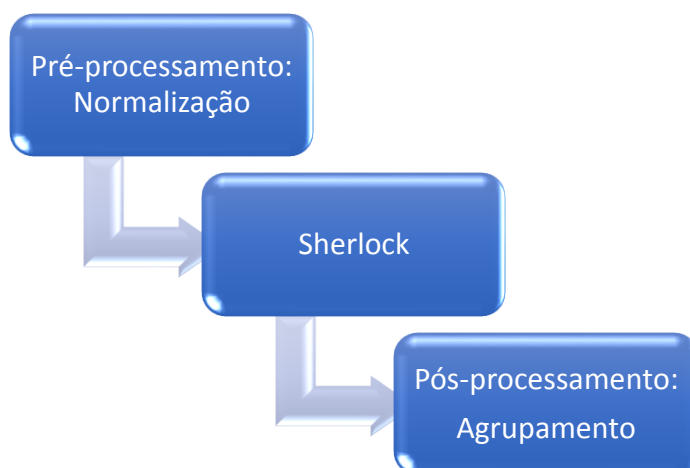 Pré-processamento:
Normalização
Sherlock
Pós-processamento:
Agrupamento